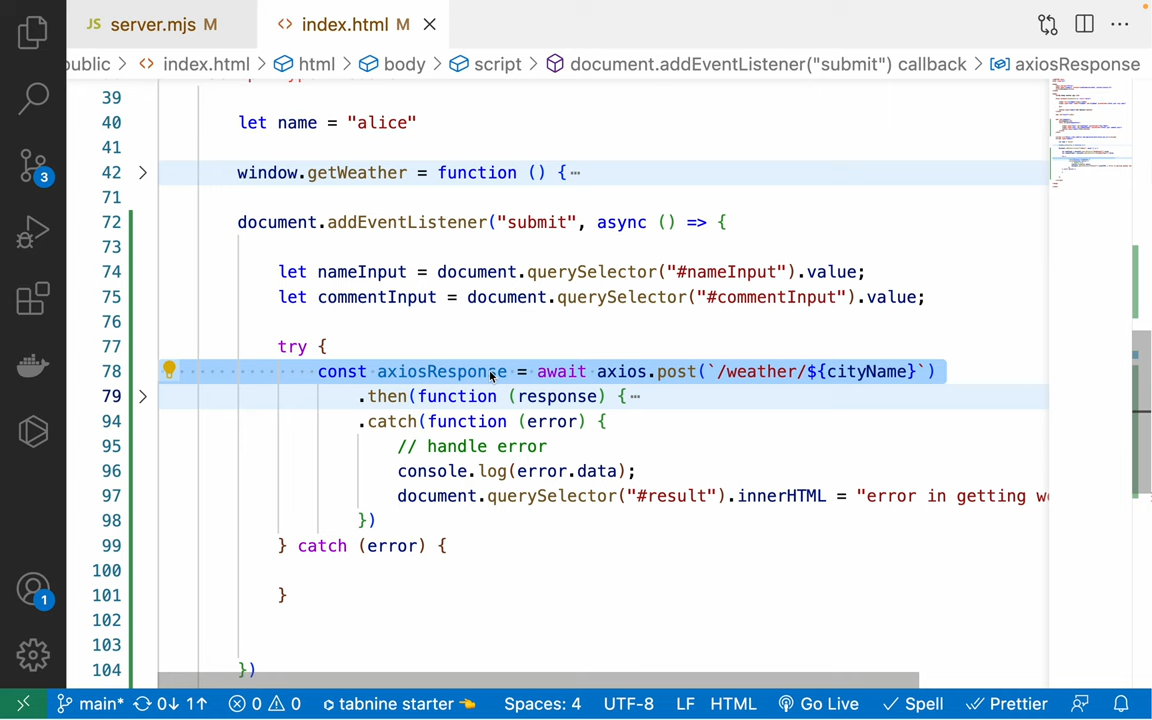 JS server.mjs M
<> index.html M
public > <> index.html > html > body > script > document.addEventListener("submit") callback > axiosResponse
39
40 let name = "alice"
41
42 window.getWeather = function () {⋯
71
72 document.addEventListener("submit", async () => {
73
74 let nameInput = document.querySelector("#nameInput").value;
75 let commentInput = document.querySelector("#commentInput").value;
76
77 try {
78 const axiosResponse = await axios.post(`/weather/${cityName}`)
79 .then(function (response) {⋯
94 .catch(function (error) {
95 // handle error
96 console.log(error.data);
97 document.querySelector("#result").innerHTML = "error in getting we
98 })
99 } catch (error) {
100
101 }
102
103
104 })
3
1
main* 0↓ 1↑ 0 0 tabnine starter 👈 Spaces: 4 UTF-8 LF HTML Go Live Spell Prettier